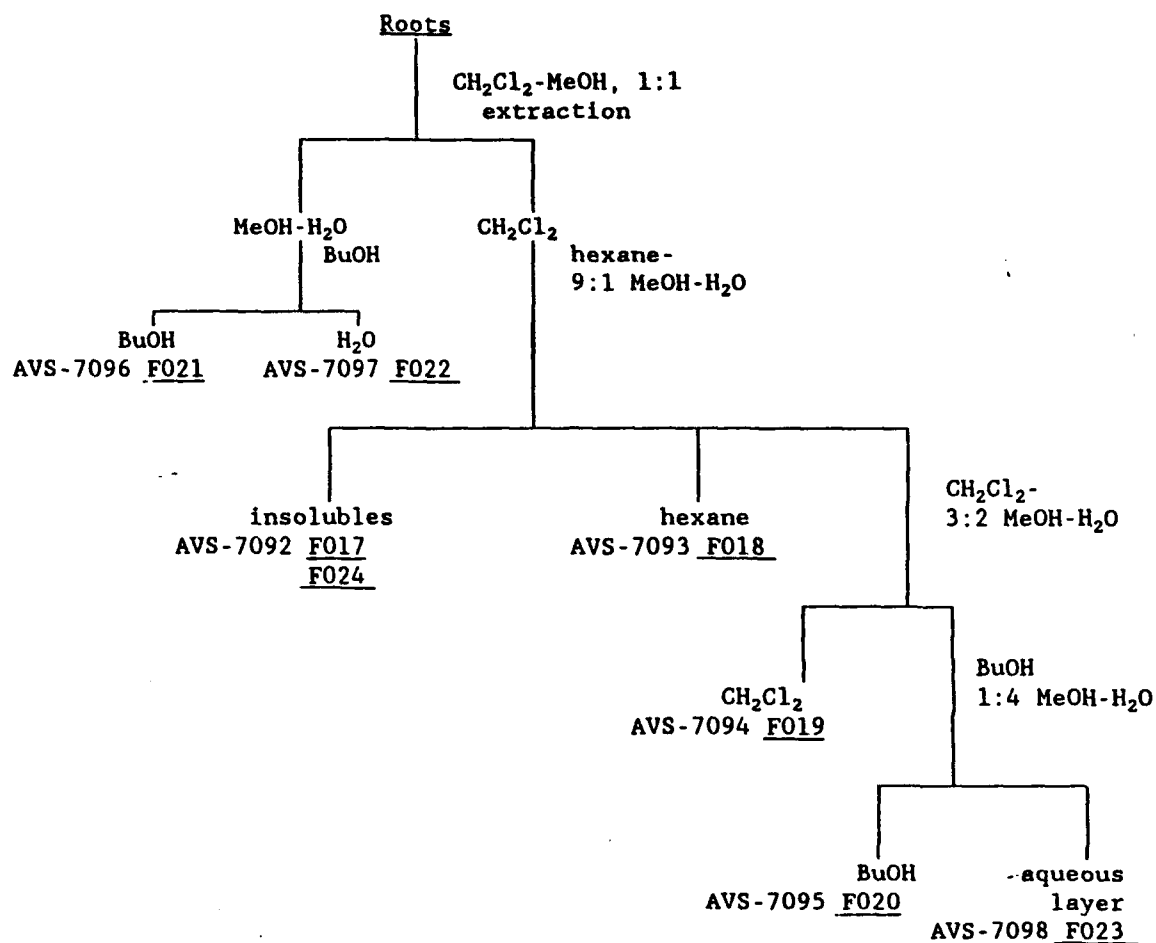 Roots
CH₂Cl₂-MeOH, 1:1
extraction
MeOH-H₂O
BuOH
CH₂Cl₂
hexane-
9:1 MeOH-H₂O
BuOH
AVS-7096 F021
H₂O
AVS-7097 F022
insolubles
AVS-7092 F017
F024
hexane
AVS-7093 F018
CH₂Cl₂-
3:2 MeOH-H₂O
CH₂Cl₂
AVS-7094 F019
BuOH
1:4 MeOH-H₂O
BuOH
AVS-7095 F020
aqueous
layer
AVS-7098 F023